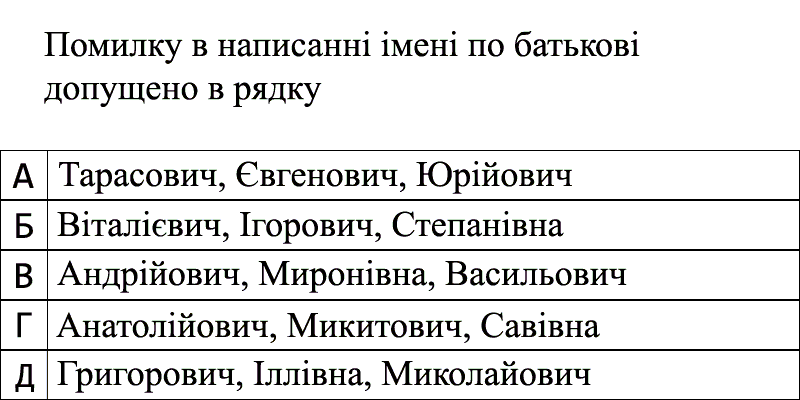 Помилку в написанні імені по батькові
допущено в рядку
А Тарасович, Євгенович, Юрійович
Б Віталієвич, Ігорович, Степанівна
В Андрійович, Миронівна, Васильович
Г Анатолійович, Микитович, Савівна
Д Григорович, Іллівна, Миколайович